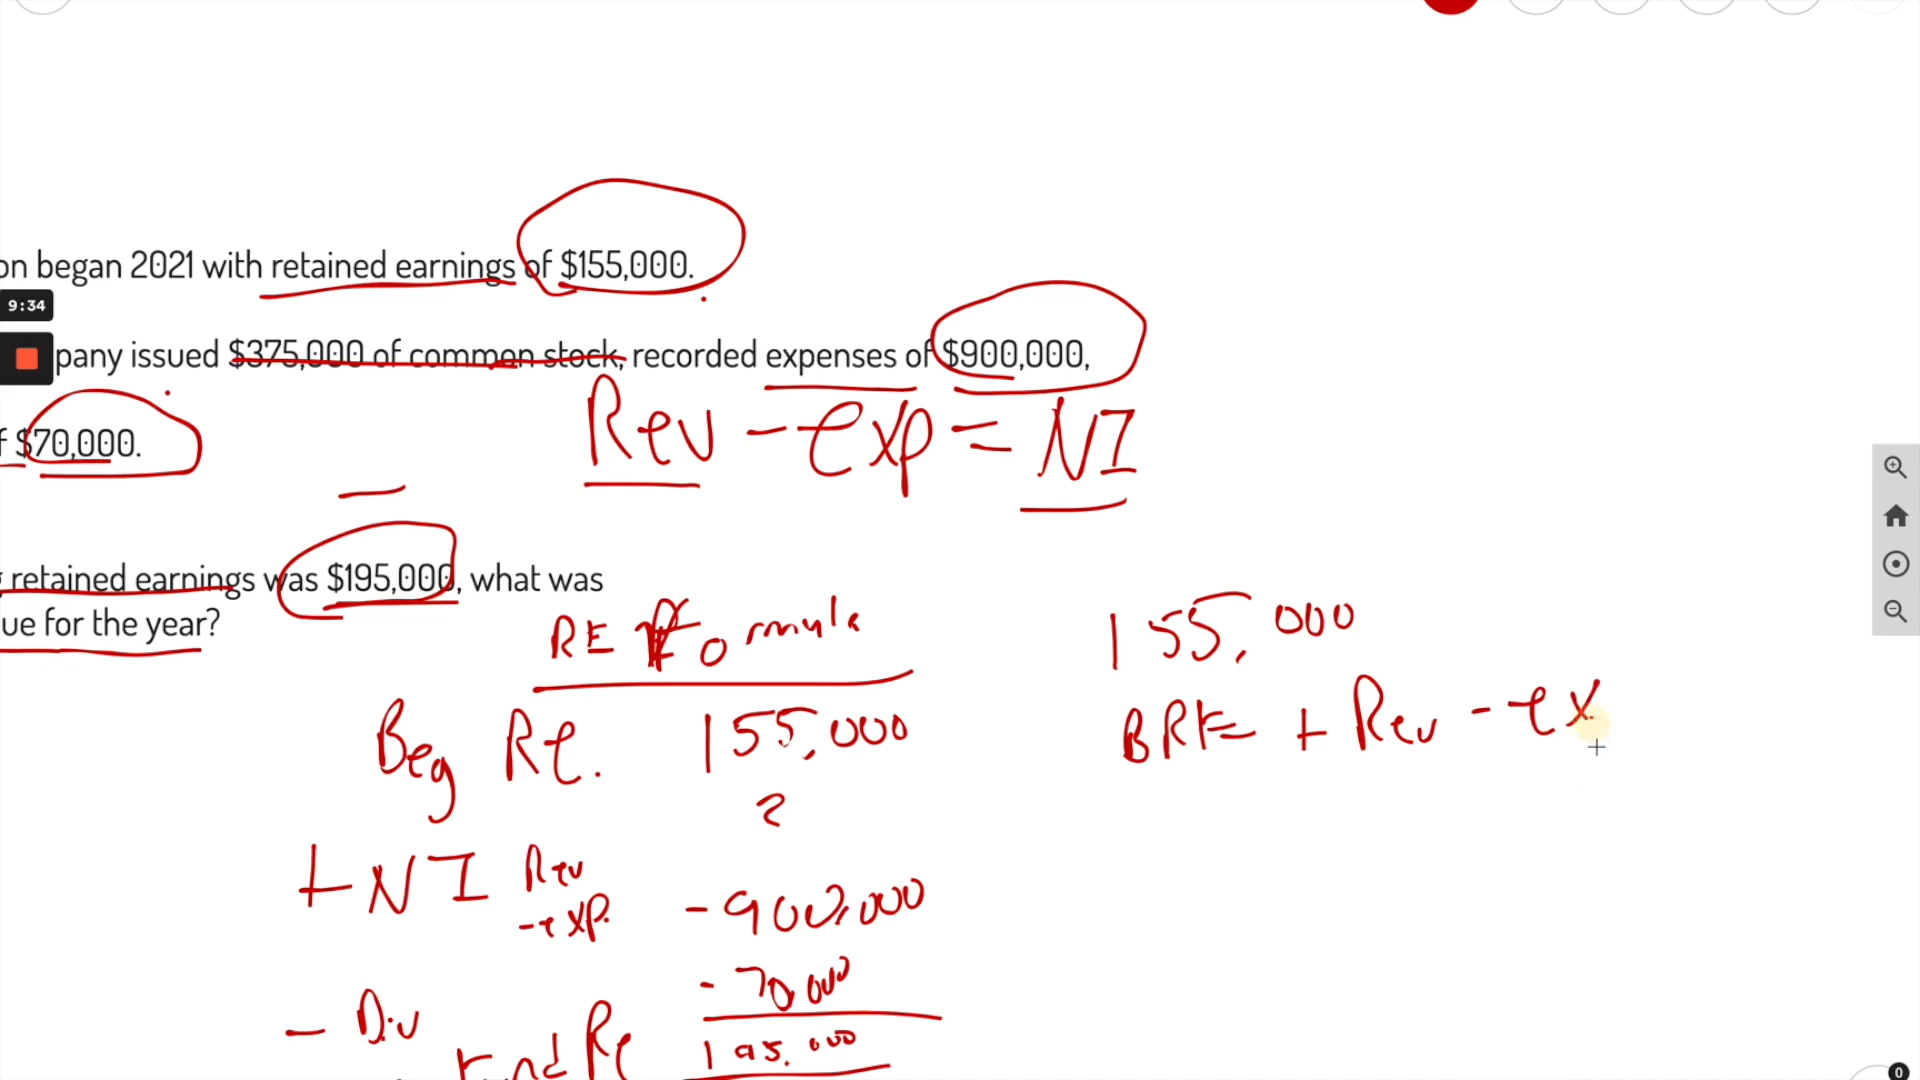 on began 2021 with retained earnings of $155,000.
9:34
pany issued $375,000 of common stock, recorded expenses of $900,000,
f $70,000.
Rev - exp = NI
retained earnings was $195,000, what was
ue for the year?
RE Formula
155,000
BRE + Rev - ex
Beg RE. 155,000
?
+ NI Rev
-exp. -900,000
-70,000
- Div
End RE 195,000
0